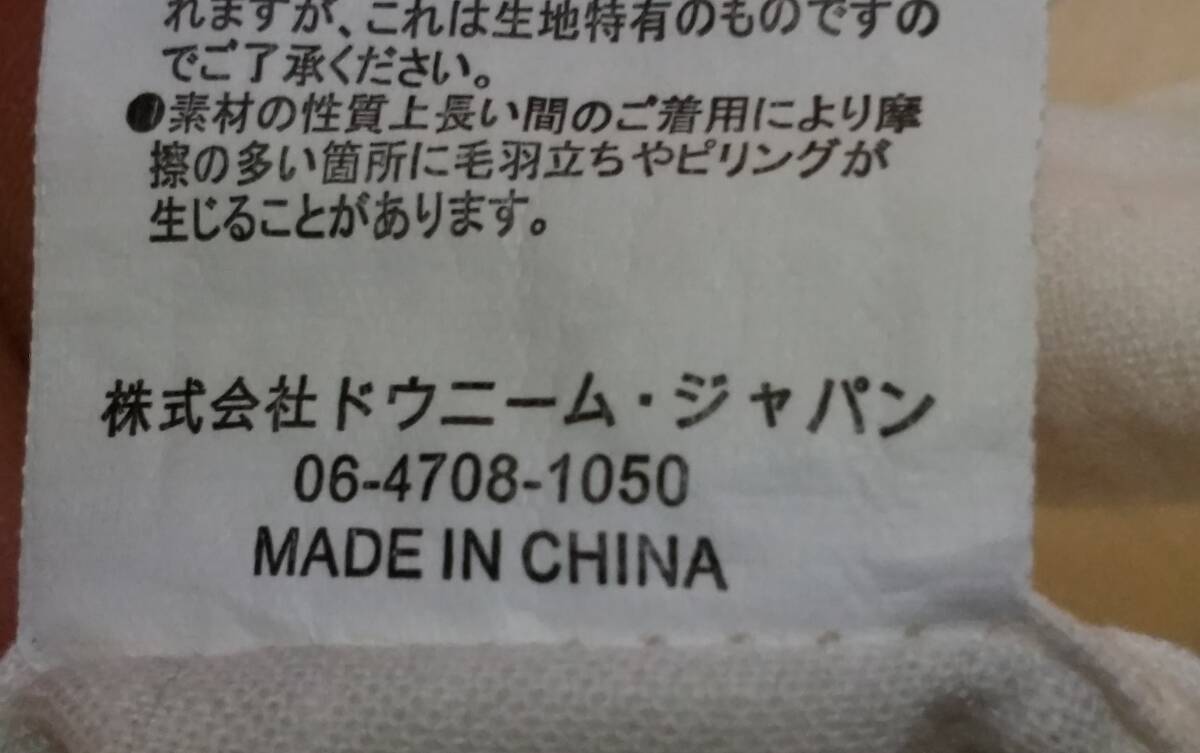 れますが、これは生地特有のものですの
でご了承ください。
●素材の性質上長い間のご着用により摩
擦の多い箇所に毛羽立ちやピリングが
生じることがあります。
株式会社ドウニーム・ジャパン
06-4708-1050
MADE IN CHINA